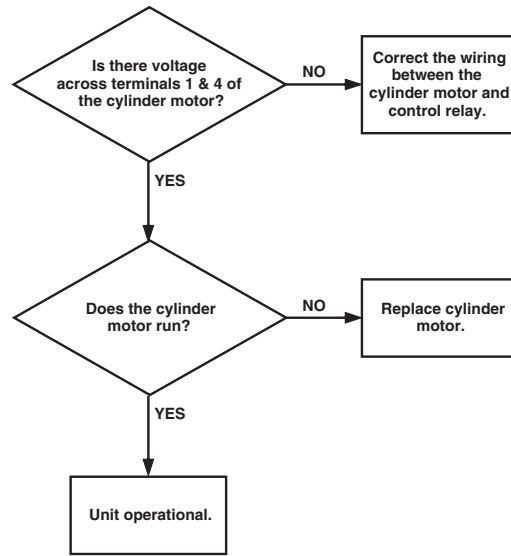 Is there voltage
across terminals 1 & 4 of
the cylinder motor?
NO
Correct the wiring
between the
cylinder motor and
control relay.
YES
Does the cylinder
motor run?
NO
Replace cylinder
motor.
YES
Unit operational.